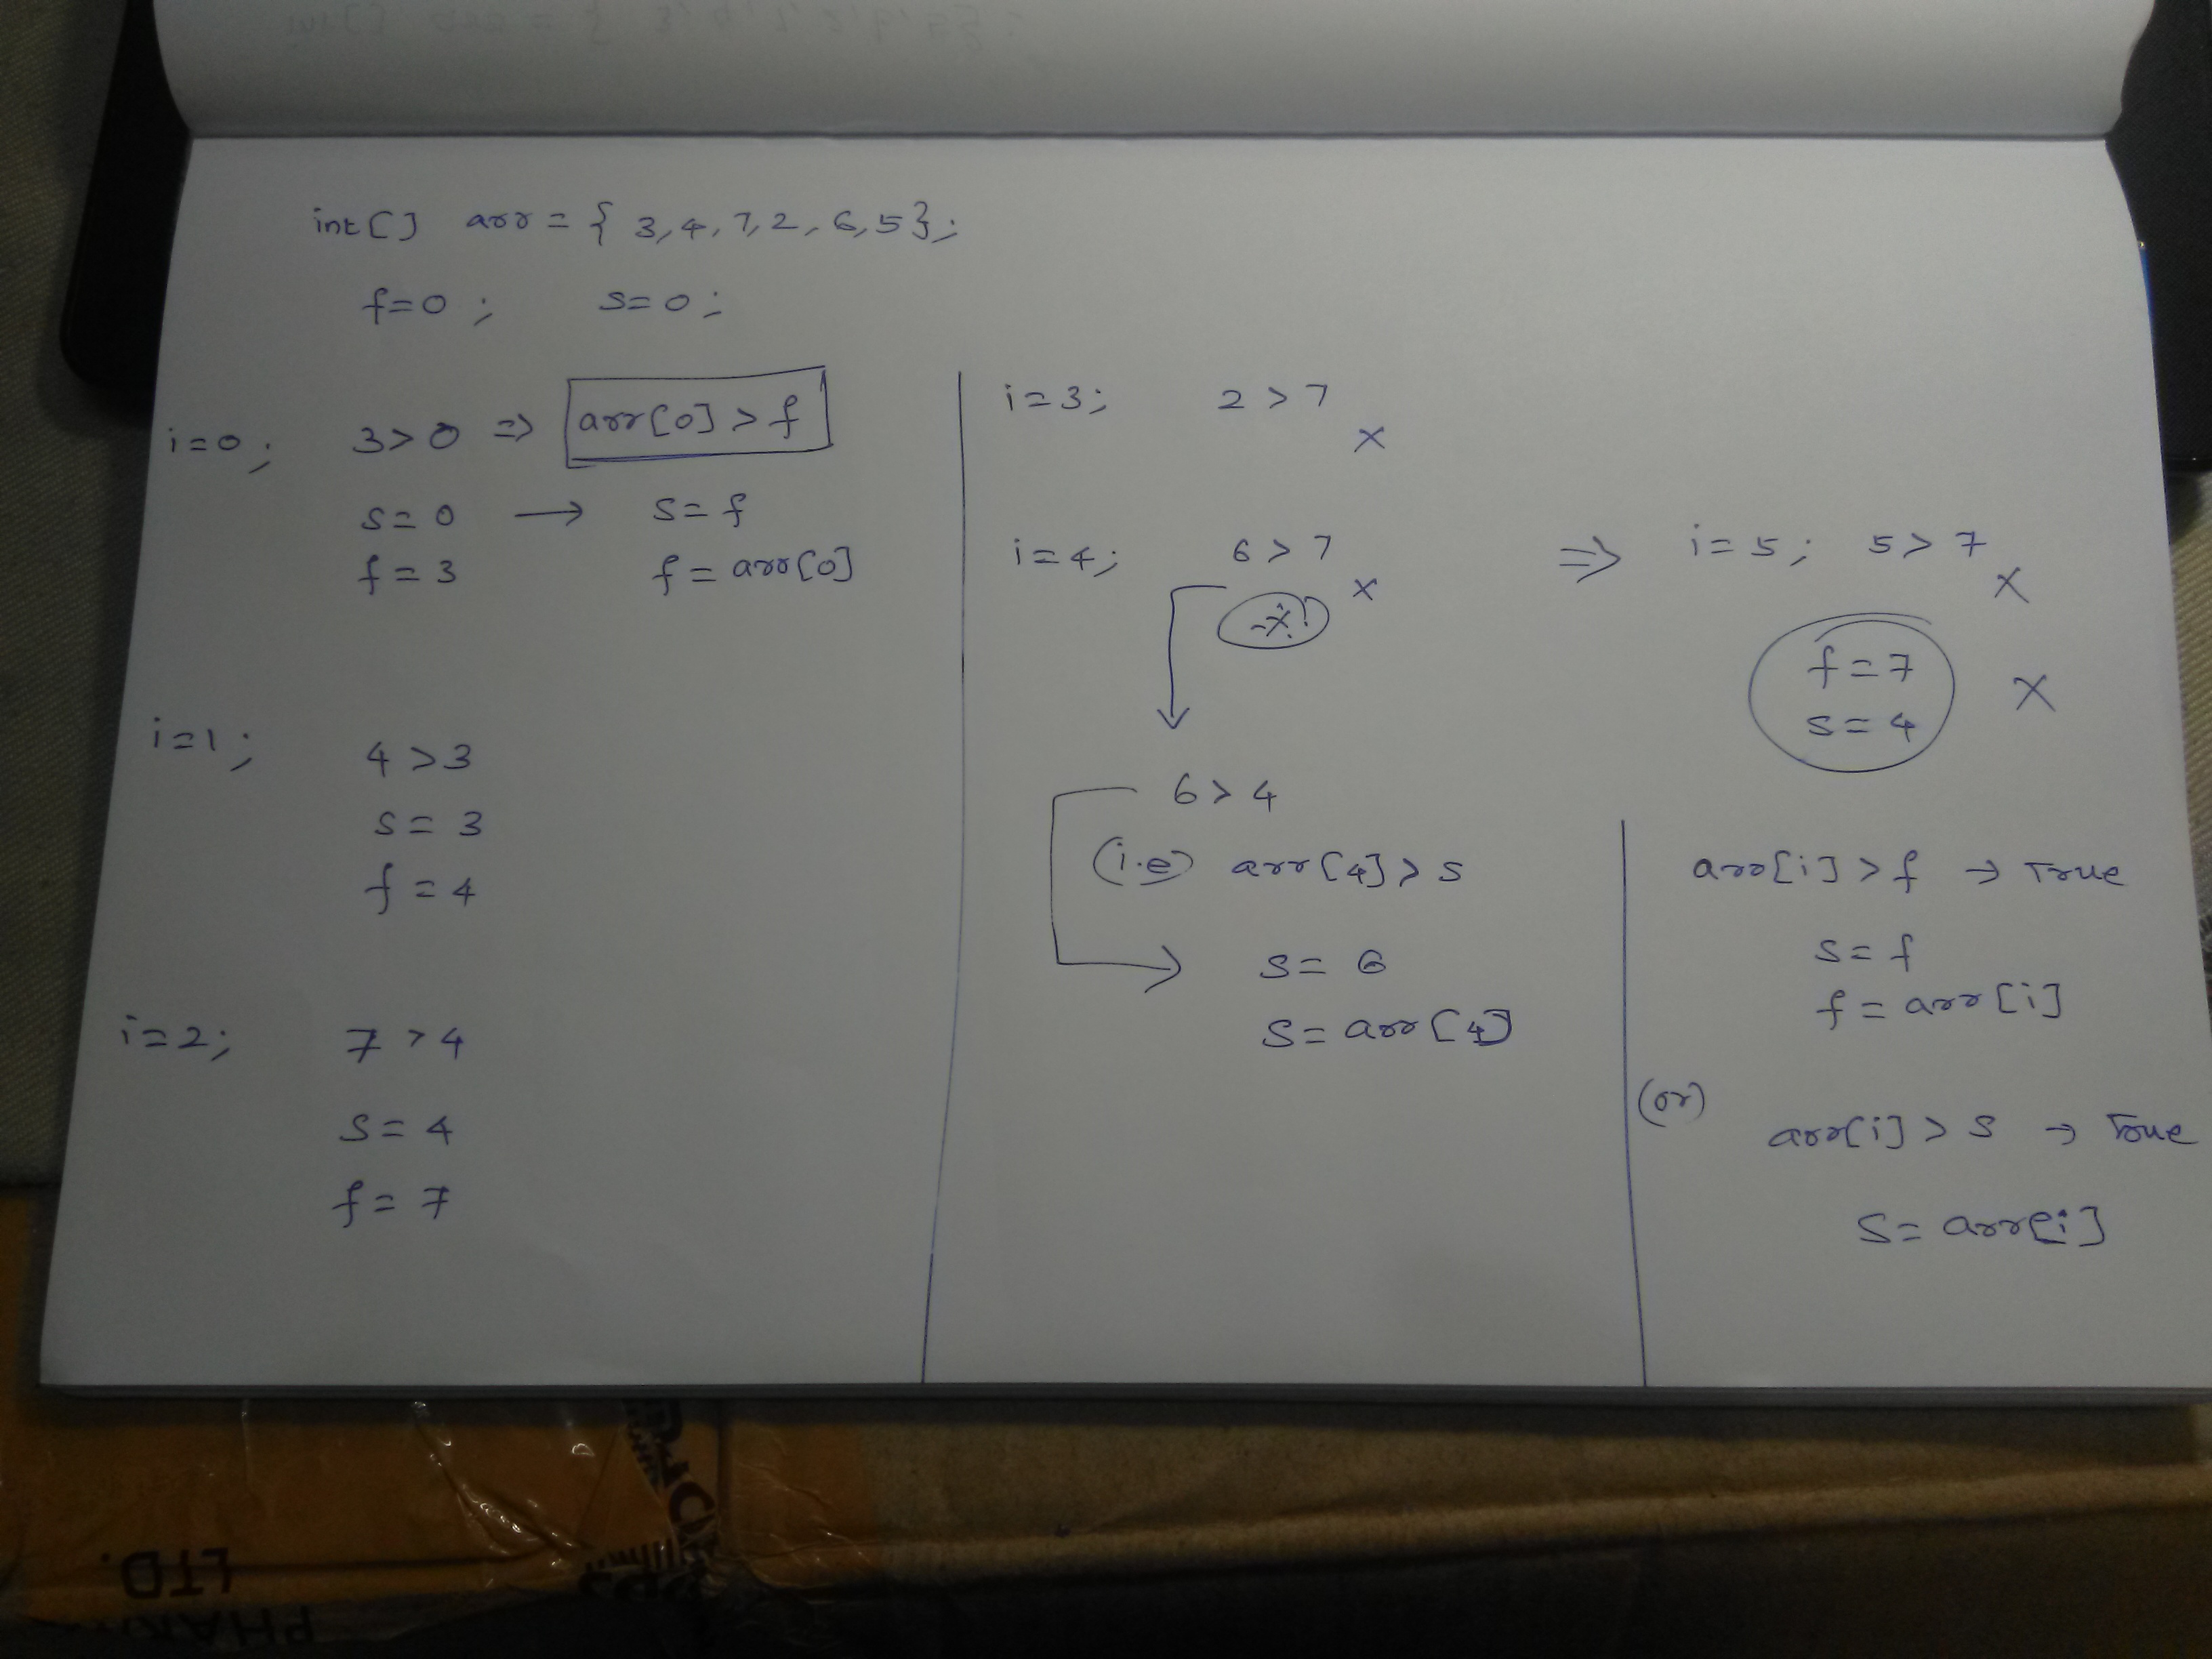 int[] arr = { 3,4,7,2,6,5};
f=0; s=0;
i=0; 3>0 => arr[0] > f
s=0 → s=f
f=3 f=arr[0]
i=1; 4>3
s=3
f=4
i=2; 7>4
s=4
f=7
i=3; 2>7
x
i=4; 6>7
x
6>4
(i.e) arr[4]>s
s=6
s=arr[4]
=> i=5; 5>7
x
f=7
s=4
x
arr[i]>f → True
s=f
f=arr[i]
(or)
arr[i]>s → True
s=arr[i]
LTD.